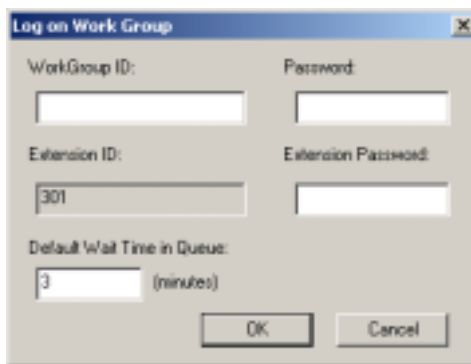 Log on Work Group
WorkGroup ID: Password:
Extension ID: Extension Password:
301
Default Wait Time in Queue:
3 (minutes)
OK Cancel